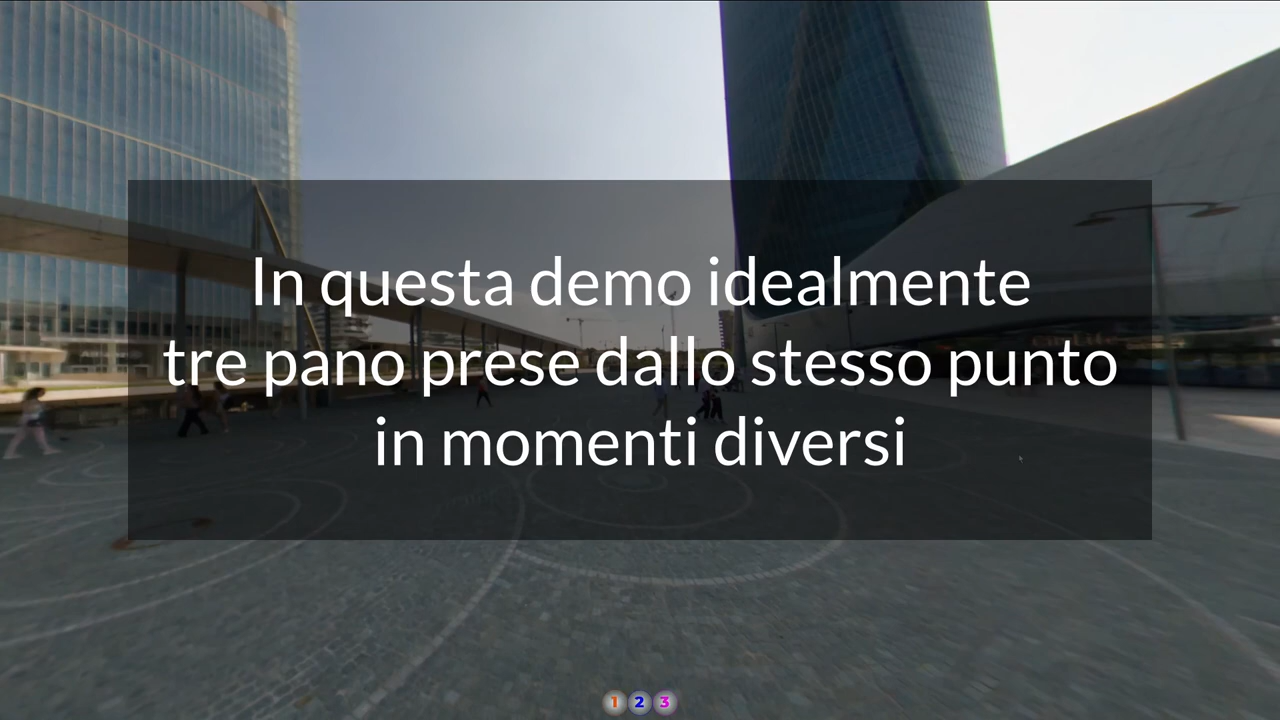 In questa demo idealmente
tre pano prese dallo stesso punto
in momenti diversi
1 2 3